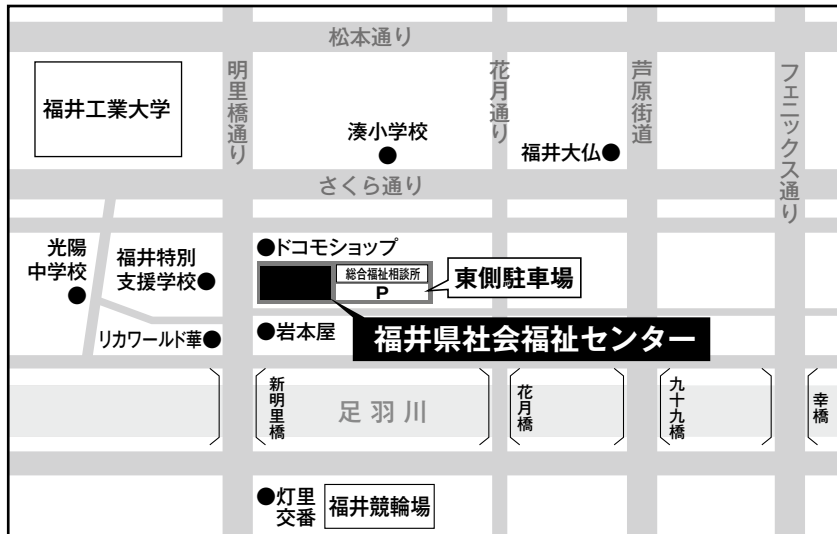 松本通り
明里橋通り
花月通り
芦原街道
フェニックス通り
福井工業大学
湊小学校
福井大仏
さくら通り
光陽
中学校
福井特別
支援学校
ドコモショップ
総合福祉相談所
P
東側駐車場
リカワールド華
岩本屋
福井県社会福祉センター
新明里橋
足羽川
花月橋
九十九橋
幸橋
灯里
交番
福井競輪場